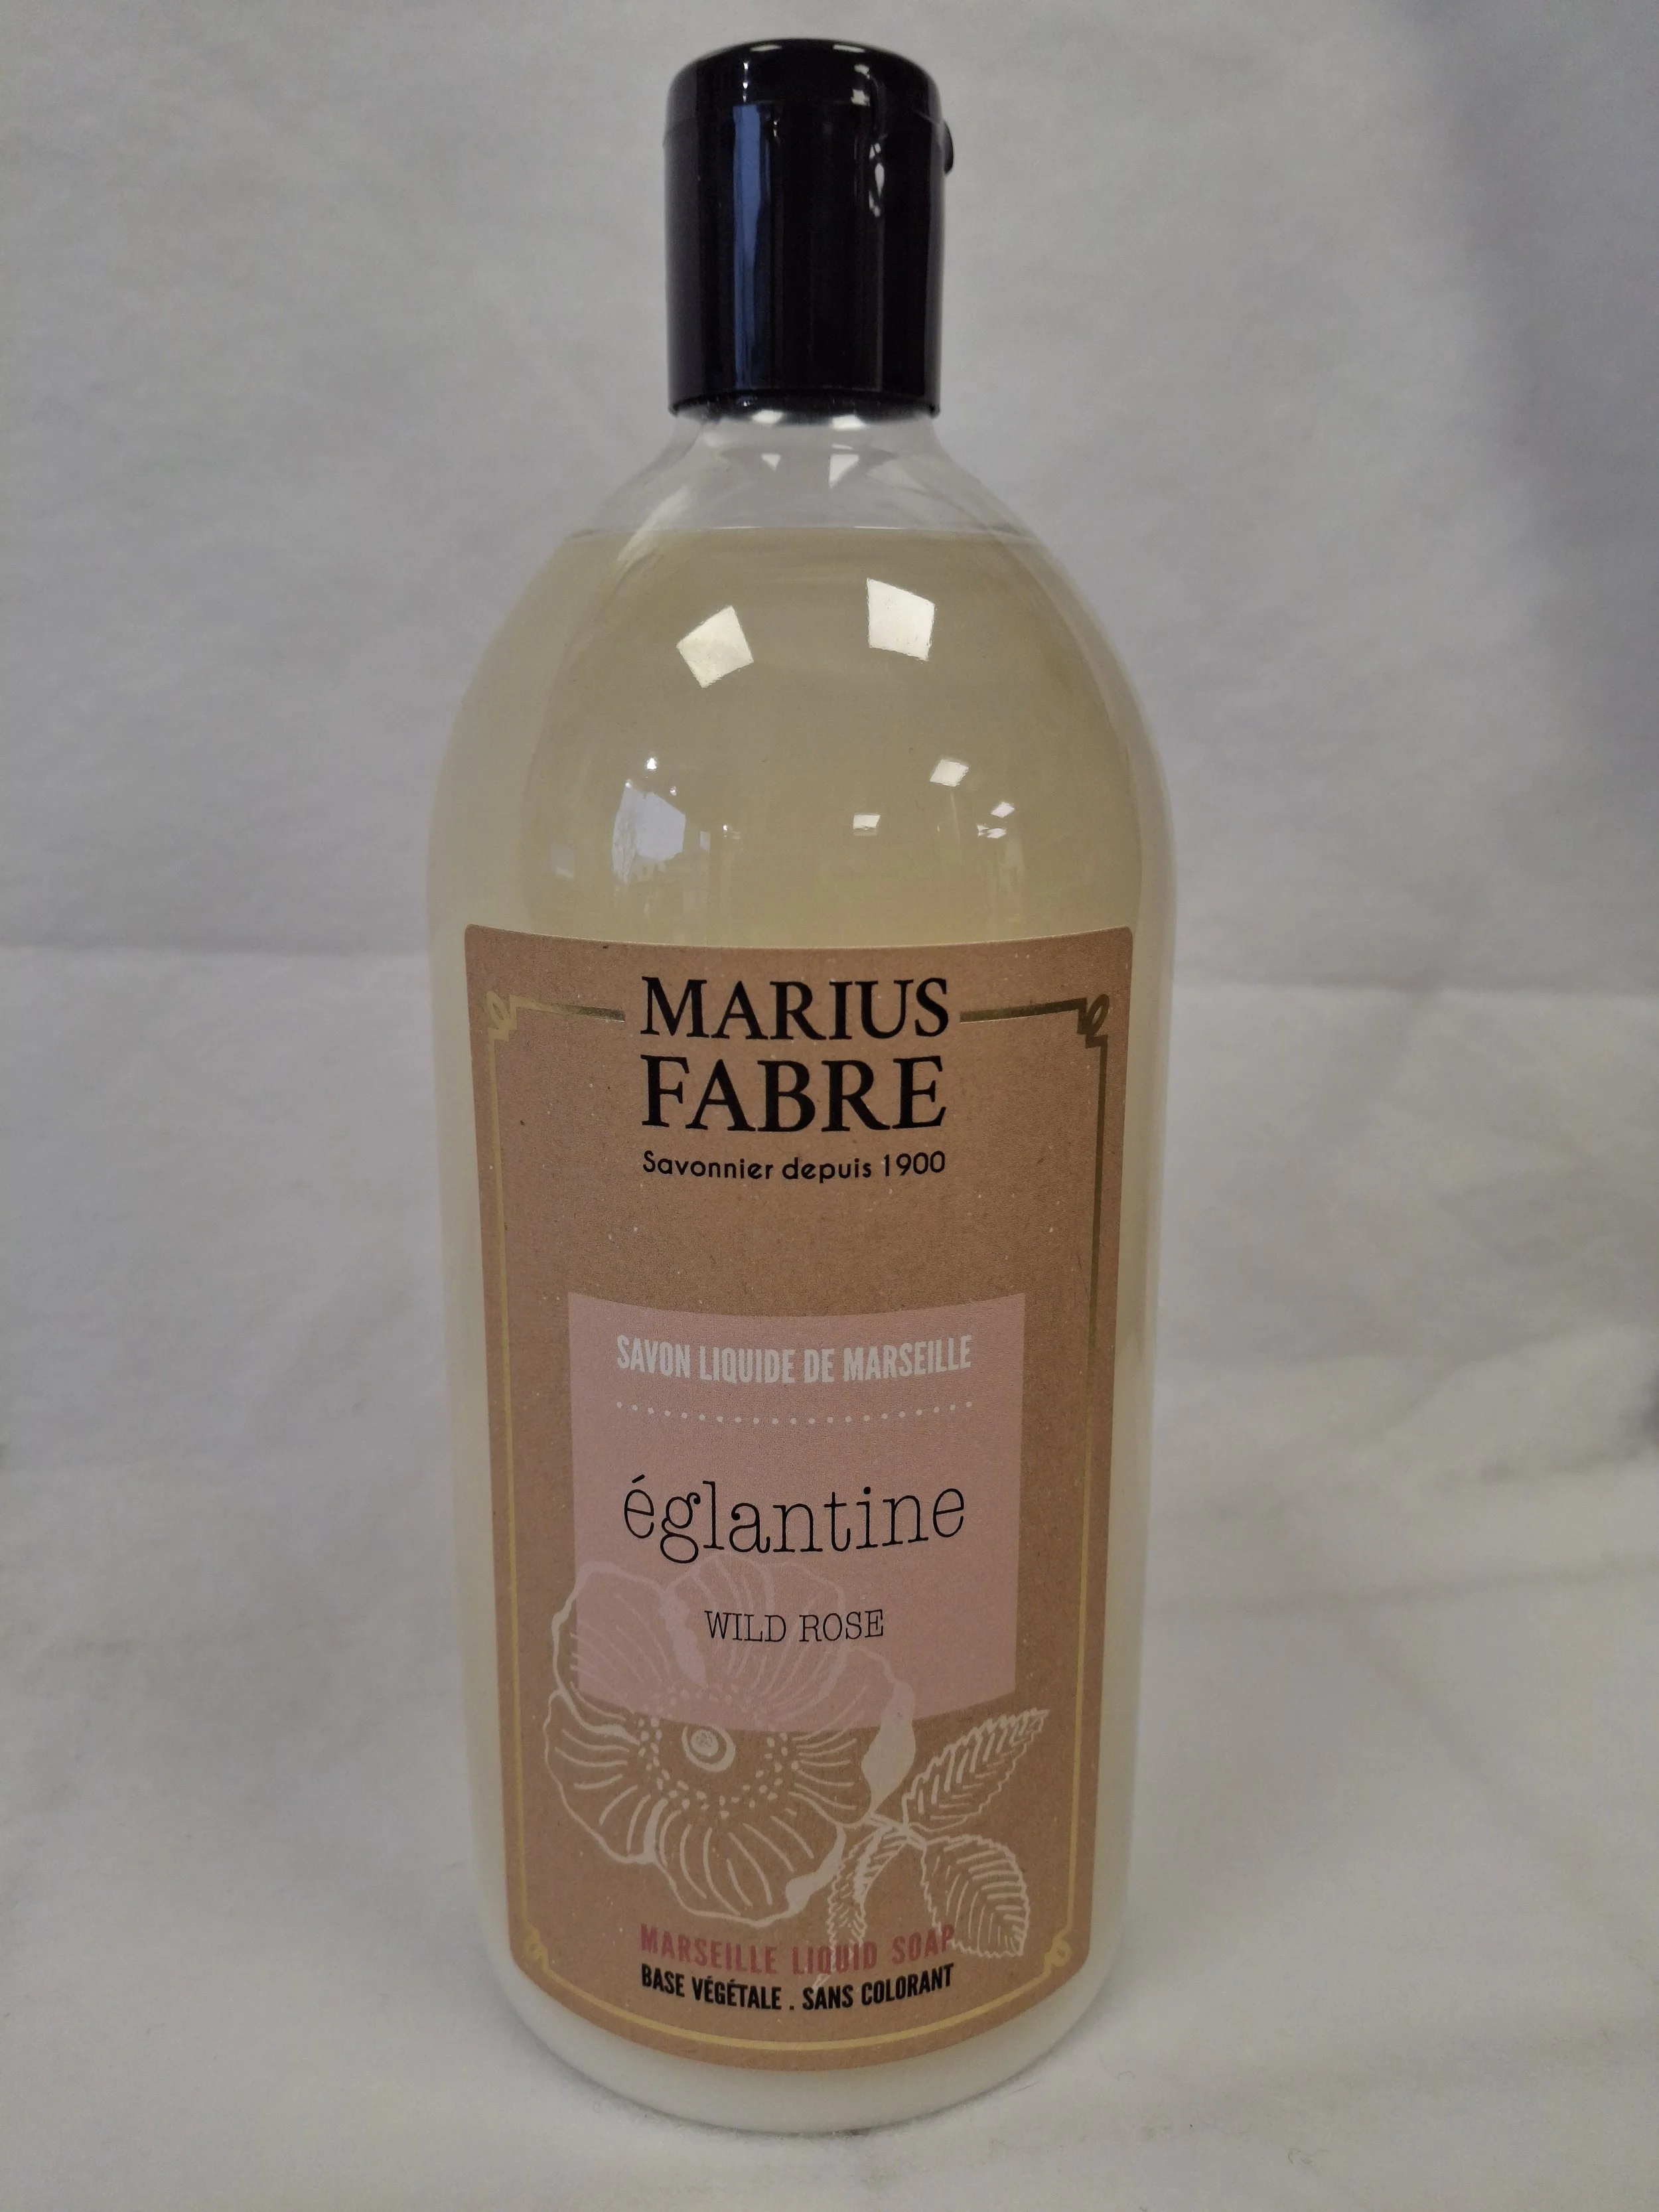 MARIUS
FABRE
Savonnier depuis 1900
SAVON LIQUIDE DE MARSEILLE
églantine
WILD ROSE
MARSEILLE LIQUID SOAP
BASE VÉGÉTALE . SANS COLORANT